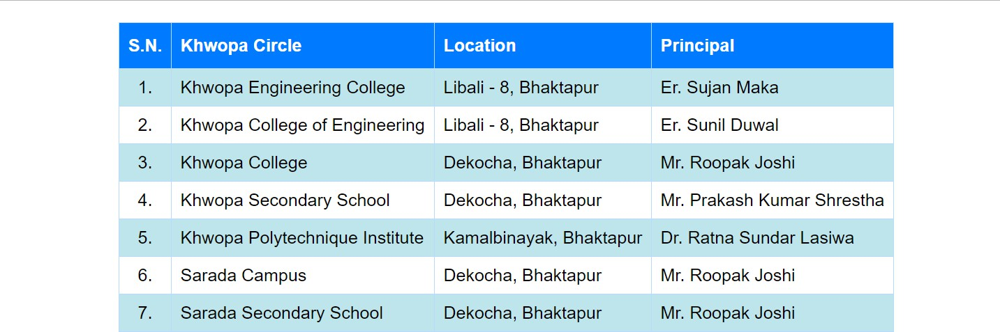 S.N. Khwopa Circle Location Principal
1. Khwopa Engineering College Libali - 8, Bhaktapur Er. Sujan Maka
2. Khwopa College of Engineering Libali - 8, Bhaktapur Er. Sunil Duwal
3. Khwopa College Dekocha, Bhaktapur Mr. Roopak Joshi
4. Khwopa Secondary School Dekocha, Bhaktapur Mr. Prakash Kumar Shrestha
5. Khwopa Polytechnique Institute Kamalbinayak, Bhaktapur Dr. Ratna Sundar Lasiwa
6. Sarada Campus Dekocha, Bhaktapur Mr. Roopak Joshi
7. Sarada Secondary School Dekocha, Bhaktapur Mr. Roopak Joshi